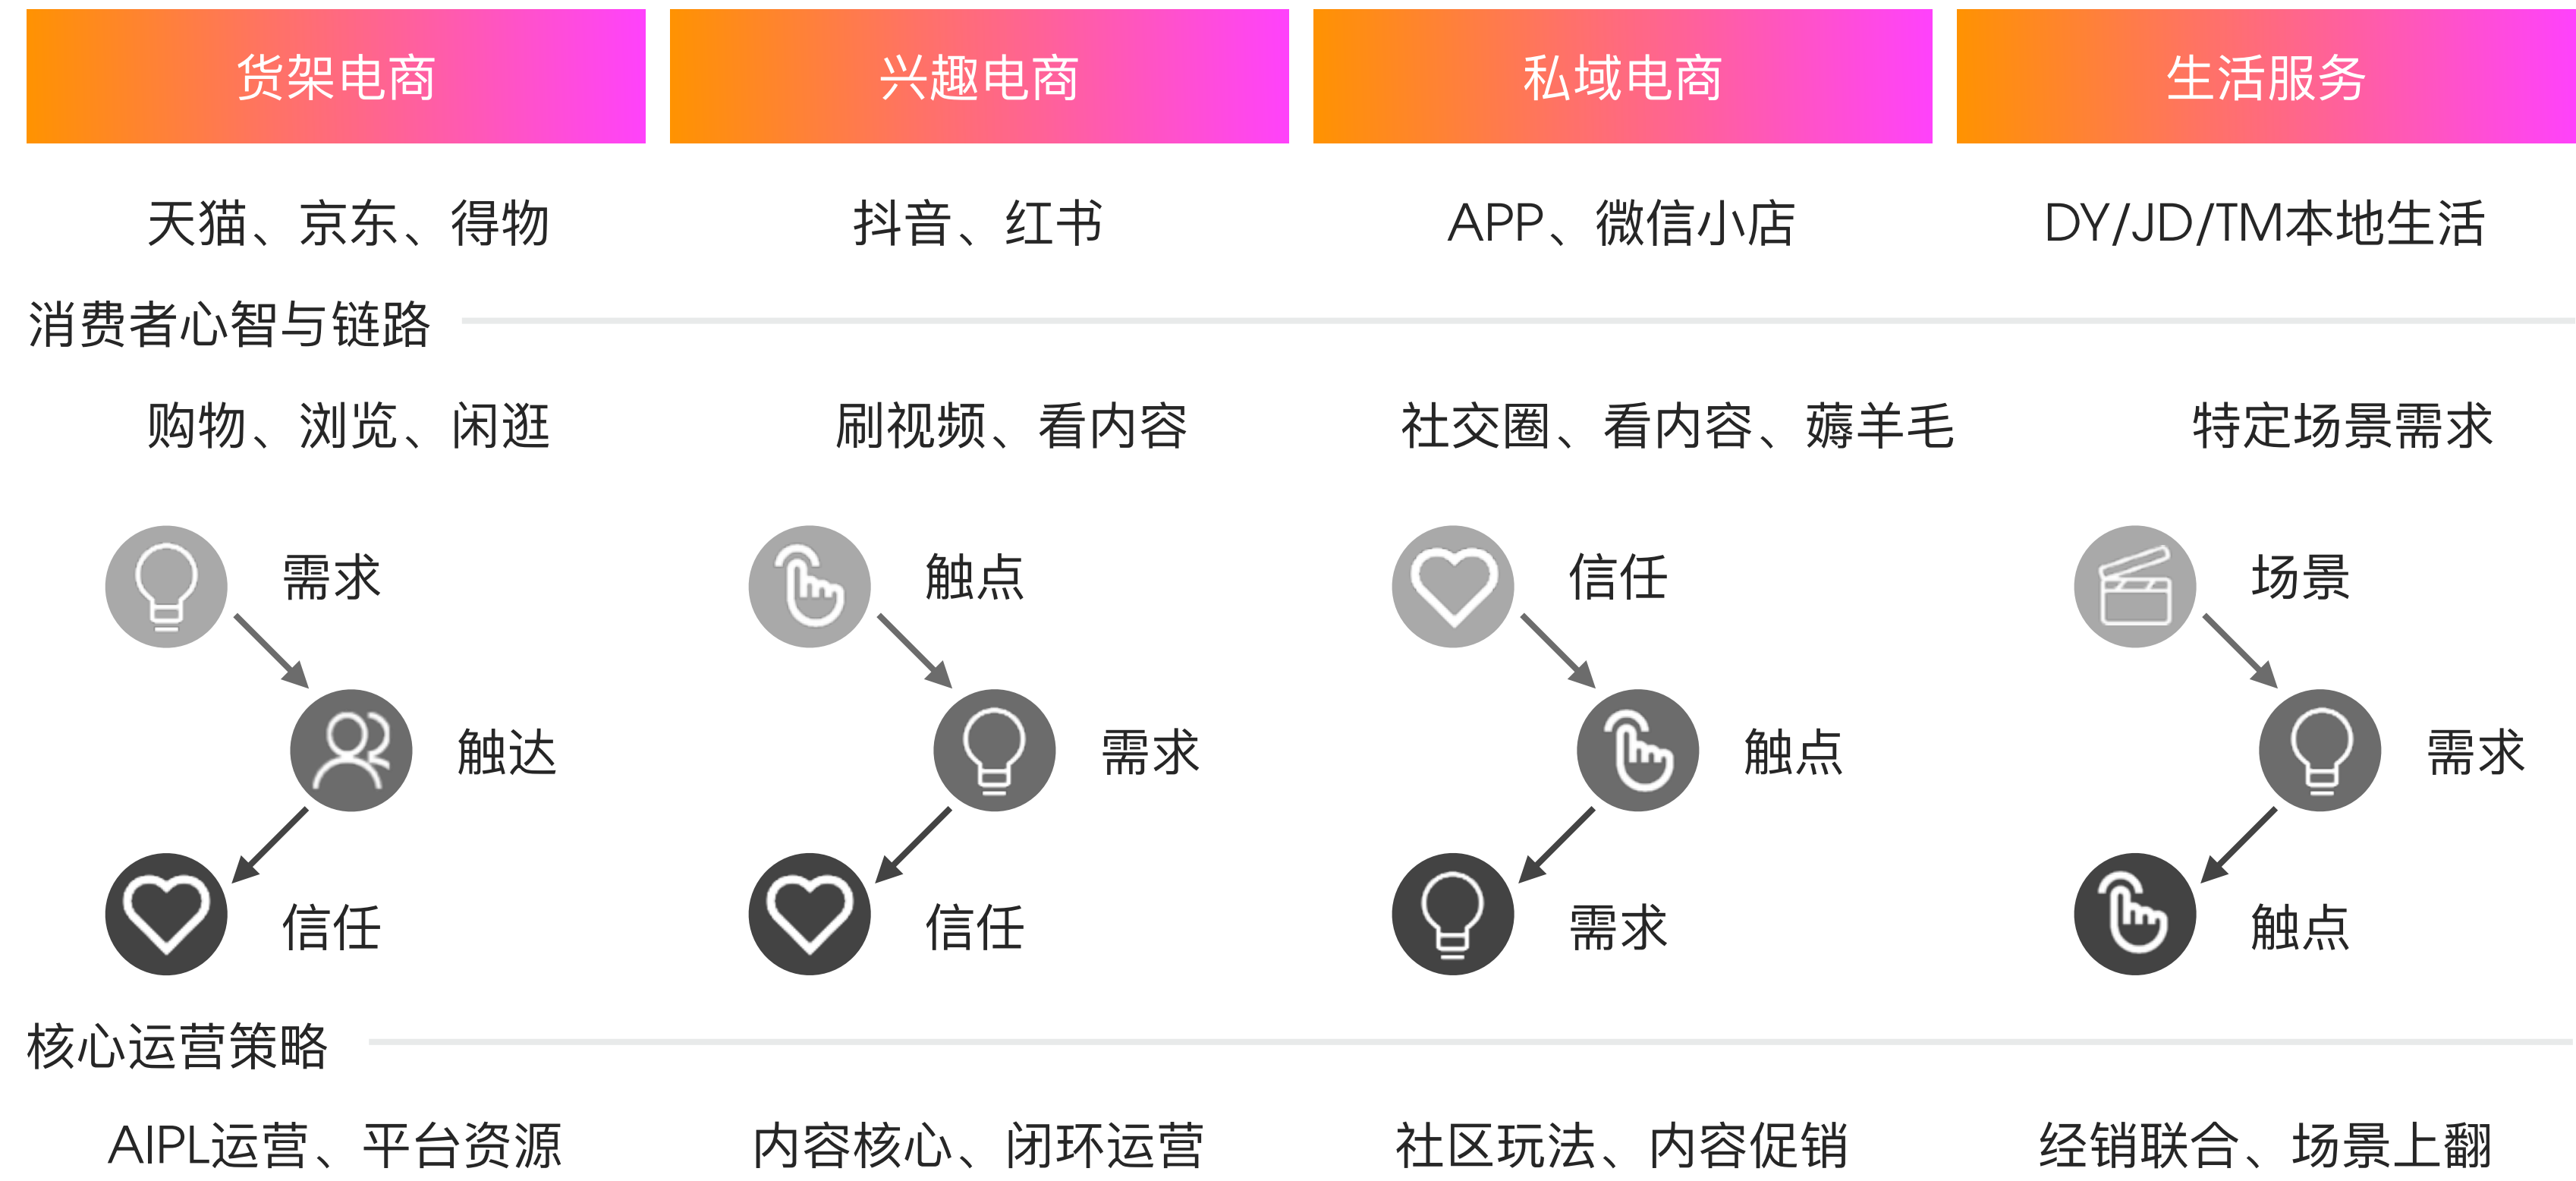 货架电商 兴趣电商 私域电商 生活服务
天猫、京东、得物 抖音、红书 APP、微信小店 DY/JD/TM本地生活
消费者心智与链路
购物、浏览、闲逛 刷视频、看内容 社交圈、看内容、薅羊毛 特定场景需求
需求 触点 信任 场景
触达 需求 触点 需求
信任 信任 需求 触点
核心运营策略
AIPL运营、平台资源 内容核心、闭环运营 社区玩法、内容促销 经销联合、场景上翻